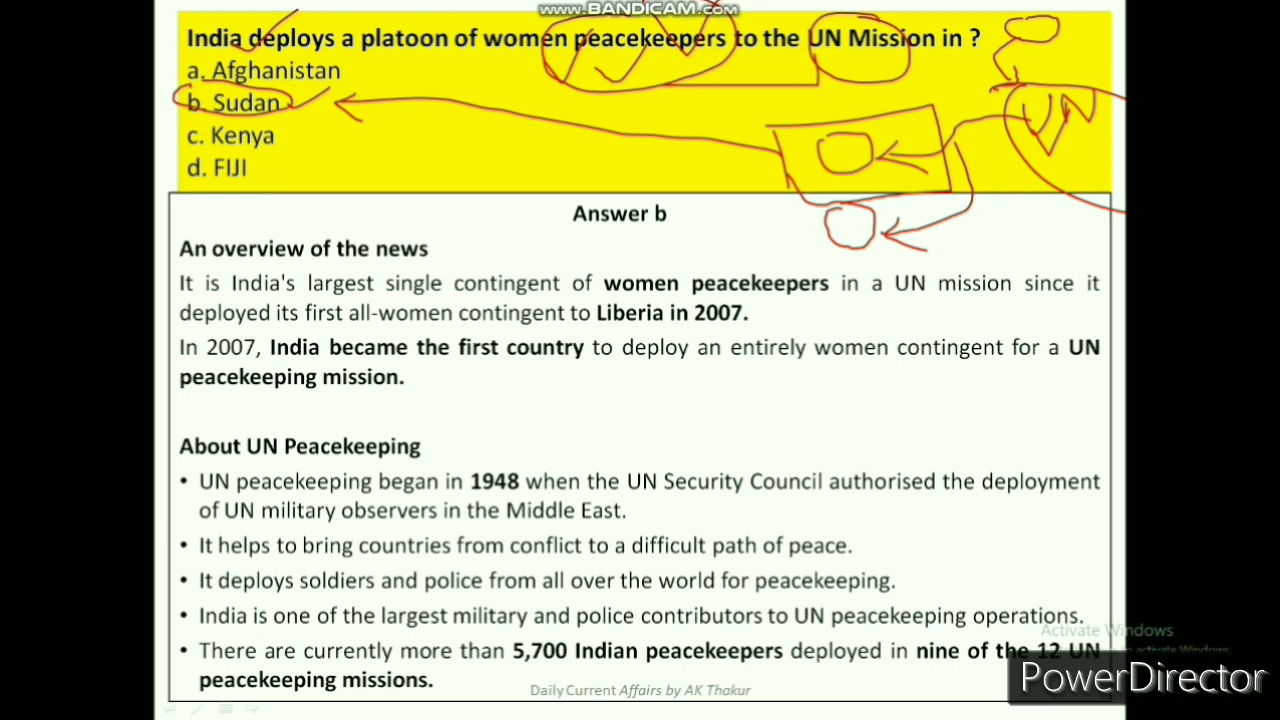 www.BANDICAM.com
India deploys a platoon of women peacekeepers to the UN Mission in ?
a. Afghanistan
b. Sudan
c. Kenya
d. FIJI
UN
Answer b
An overview of the news
It is India's largest single contingent of women peacekeepers in a UN mission since it
deployed its first all-women contingent to Liberia in 2007.
In 2007, India became the first country to deploy an entirely women contingent for a UN
peacekeeping mission.
About UN Peacekeeping
• UN peacekeeping began in 1948 when the UN Security Council authorised the deployment
of UN military observers in the Middle East.
• It helps to bring countries from conflict to a difficult path of peace.
• It deploys soldiers and police from all over the world for peacekeeping.
• India is one of the largest military and police contributors to UN peacekeeping operations.
Activate Windows
• There are currently more than 5,700 Indian peacekeepers deployed in nine of the 12 UN
peacekeeping missions.
Daily Current Affairs by AK Thakur
PowerDirector